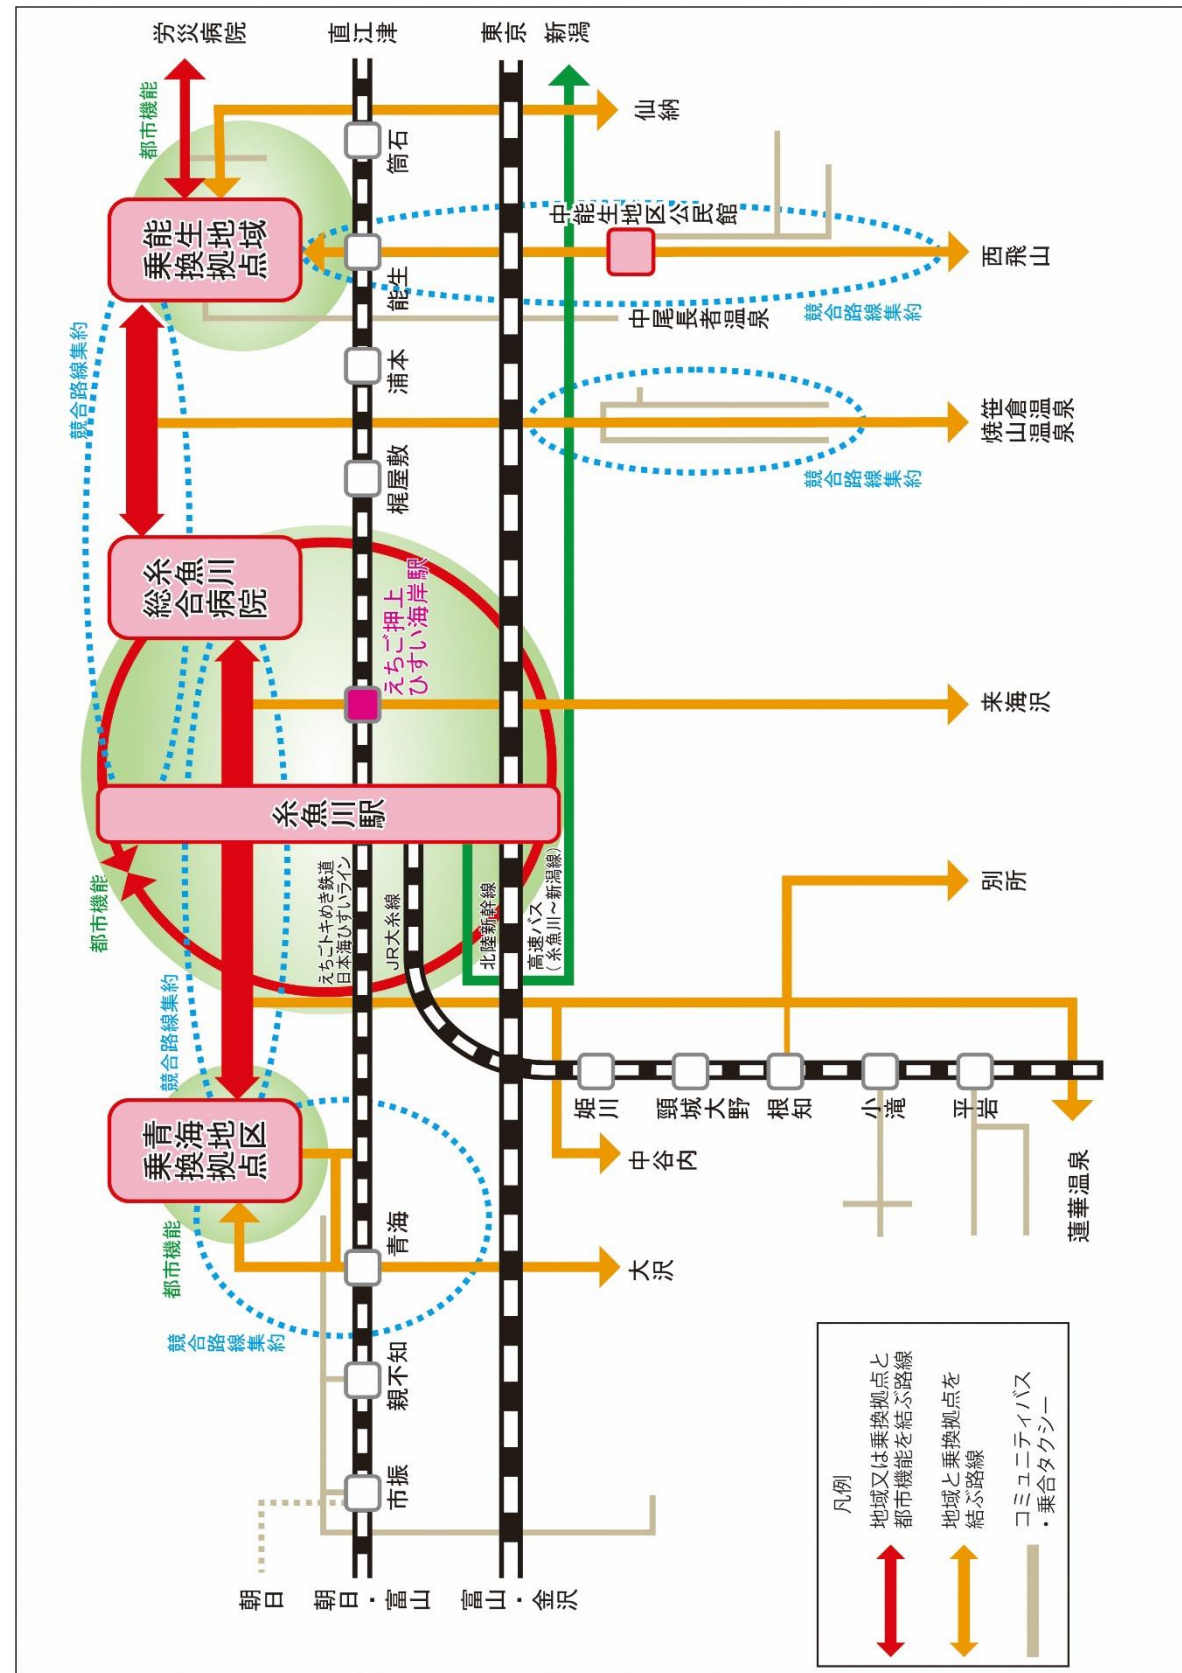 労災病院
直江津
東京
新潟
都市機能
能生地域
乗換拠点
筒石
仙納
中能生地区公民館
西飛山
能生
中尾長者温泉
競合路線集約
競合路線集約
浦本
笹倉温泉
焼山温泉
競合路線集約
梶屋敷
糸魚川
総合病院
えちご押上
ひすい海岸駅
来海沢
糸魚川駅
都市機能
えちごトキめき鉄道
日本海ひすいライン
JR大糸線
北陸新幹線
高速バス
(糸魚川～新潟線)
別所
競合路線集約
青海地区
乗換拠点
姫川
頸城大野
根知
小滝
平岩
中谷内
蓮華温泉
都市機能
青海
大沢
競合路線集約
親不知
市振
朝日
朝日・富山
富山・金沢
凡例
地域又は乗換拠点と
都市機能を結ぶ路線
地域と乗換拠点を
結ぶ路線
コミュニティバス
・乗合タクシー